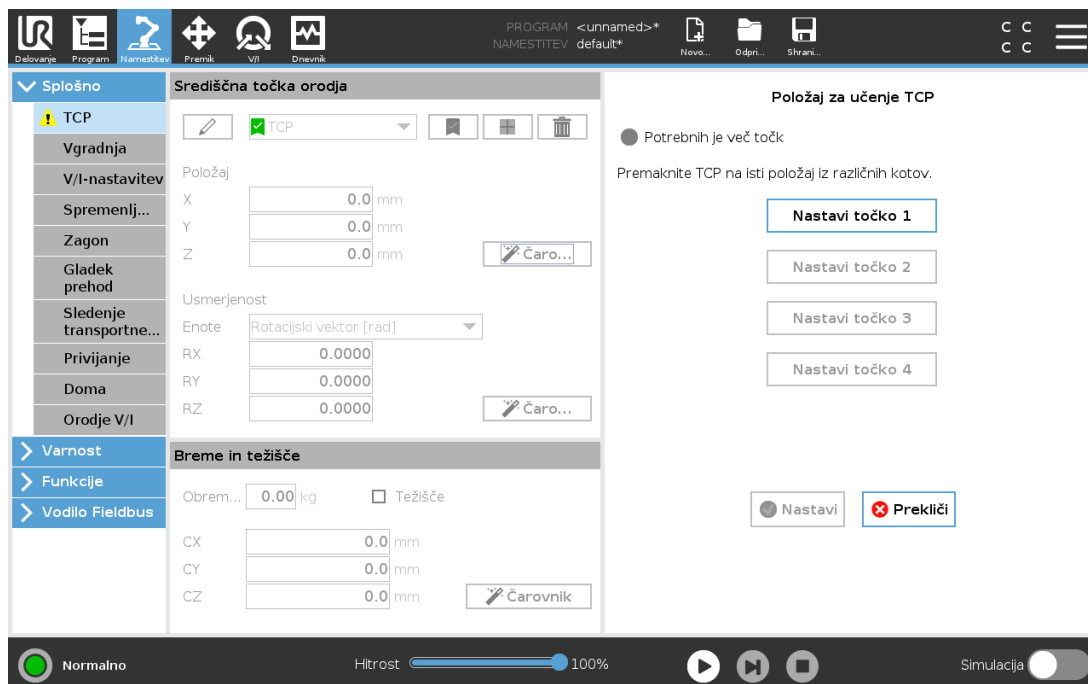 UR
Delovanje
Program
Namestitev
Premik
V/I
Dnevnik
PROGRAM <unnamed>*
NAMESTITEV default*
Novo...
Odpri...
Shrani...
C C
C C
Splošno
TCP
Vgradnja
V/I-nastavitev
Spremenlj...
Zagon
Gladek
prehod
Sledenje
transportne...
Privijanje
Doma
Orodje V/I
Varnost
Funkcije
Vodilo Fieldbus
Središčna točka orodja
TCP
Položaj
X 0.0 mm
Y 0.0 mm
Z 0.0 mm
Čaro...
Usmerjenost
Enote Rotacijski vektor [rad]
RX 0.0000
RY 0.0000
RZ 0.0000
Čaro...
Breme in težišče
Obrem... 0.00 kg Težišče
CX 0.0 mm
CY 0.0 mm
CZ 0.0 mm
Čarovnik
Položaj za učenje TCP
Potrebnih je več točk
Premaknite TCP na isti položaj iz različnih kotov.
Nastavi točko 1
Nastavi točko 2
Nastavi točko 3
Nastavi točko 4
Nastavi
Prekliči
Normalno
Hitrost 100%
Simulacija